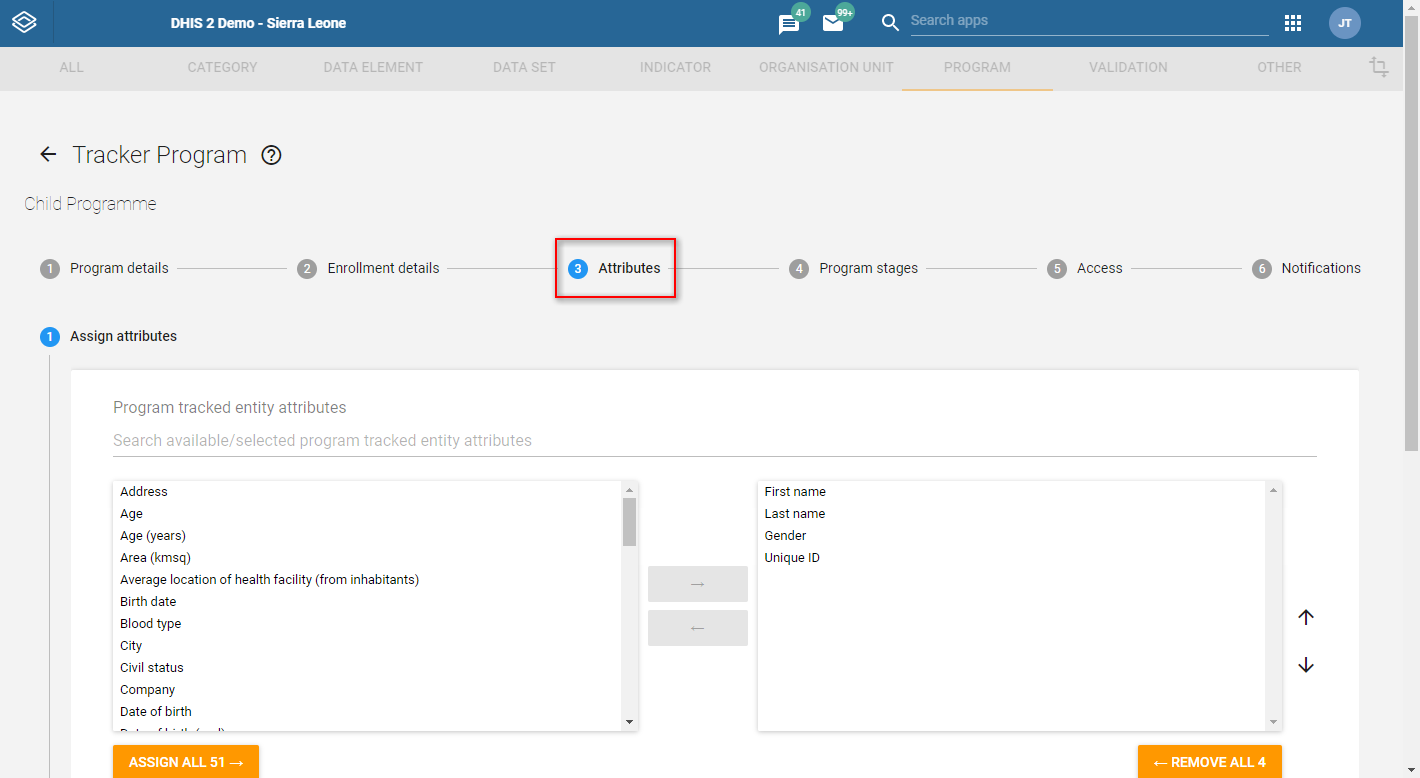 DHIS 2 Demo - Sierra Leone
41
99+
Search apps
JT
ALL
CATEGORY
DATA ELEMENT
DATA SET
INDICATOR
ORGANISATION UNIT
PROGRAM
VALIDATION
OTHER
Tracker Program
Child Programme
1 Program details
2 Enrollment details
3 Attributes
4 Program stages
5 Access
6 Notifications
1 Assign attributes
Program tracked entity attributes
Search available/selected program tracked entity attributes
Address
Age
Age (years)
Area (kmsq)
Average location of health facility (from inhabitants)
Birth date
Blood type
City
Civil status
Company
Date of birth
First name
Last name
Gender
Unique ID
→
←
ASSIGN ALL 51 →
← REMOVE ALL 4